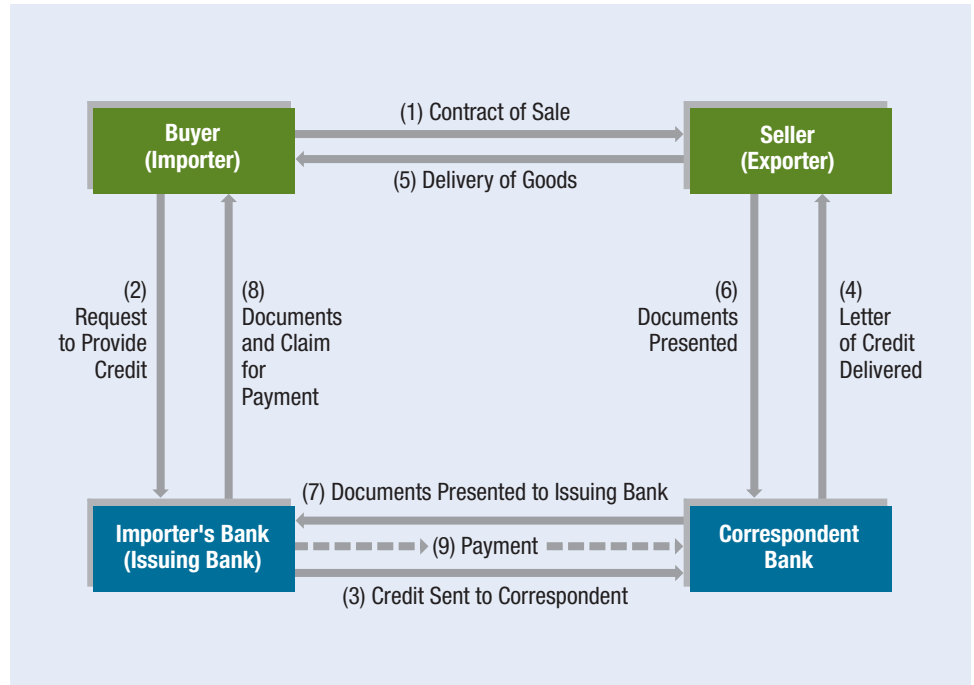 (1) Contract of Sale
Buyer
(Importer)
Seller
(Exporter)
(5) Delivery of Goods
(2)
Request
to Provide
Credit
(8)
Documents
and Claim
for
Payment
(6)
Documents
Presented
(4)
Letter
of Credit
Delivered
(7) Documents Presented to Issuing Bank
Importer's Bank
(Issuing Bank)
(9) Payment
Correspondent
Bank
(3) Credit Sent to Correspondent